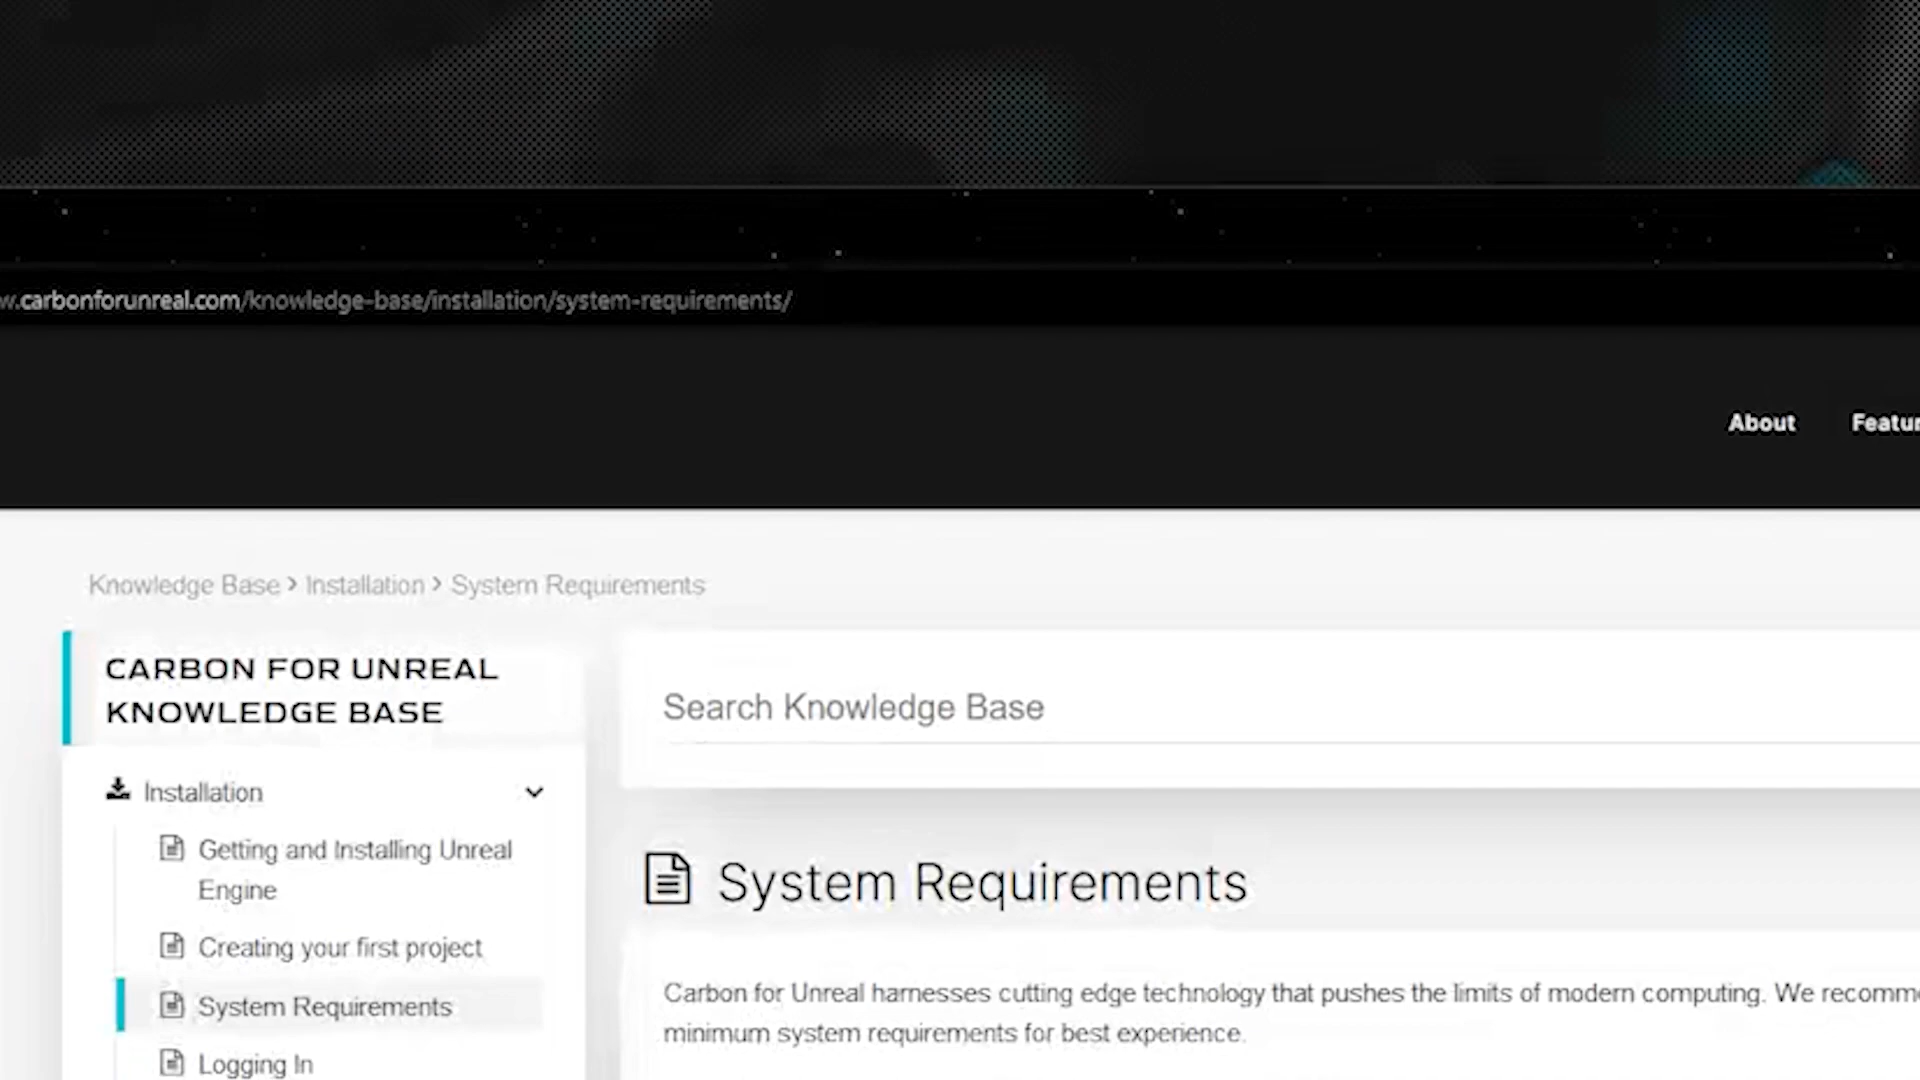 w.carbonforunreal.com/knowledge-base/installation/system-requirements/
About Featur
Knowledge Base > Installation > System Requirements
CARBON FOR UNREAL
KNOWLEDGE BASE
Search Knowledge Base
Installation
Getting and Installing Unreal
Engine
Creating your first project
System Requirements
Logging In
System Requirements
Carbon for Unreal harnesses cutting edge technology that pushes the limits of modern computing. We recomme
minimum system requirements for best experience.